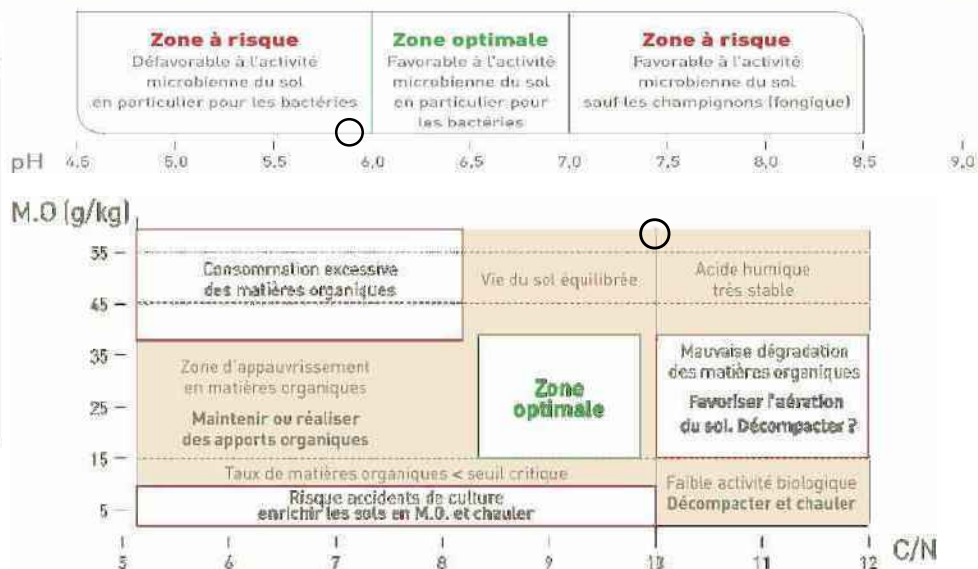 Zone à risque
Défavorable à l'activité
microbienne du sol
en particulier pour les bactéries
Zone optimale
Favorable à l'activité
microbienne du sol
en particulier pour
les bactéries
Zone à risque
Favorable à l'activité
microbienne du sol
sauf les champignons (fongique)
pH 4,5 5,0 5,5 6,0 6,5 7,0 7,5 8,0 8,5 9,0
M.O (g/kg)
55
Consommation excessive
des matières organiques
Vie du sol équilibrée
Acide humique
très stable
45
35
Zone d'appauvrissement
en matières organiques
Maintenir ou réaliser
des apports organiques
Zone
optimale
Mauvaise dégradation
des matières organiques
Favoriser l'aération
du sol. Décompacter ?
25
15
Taux de matières organiques < seuil critique
Risque accidents de culture
enrichir les sols en M.O. et chauler
Faible activité biologique
Décompacter et chauler
5
5 6 7 8 9 10 11 12 C/N